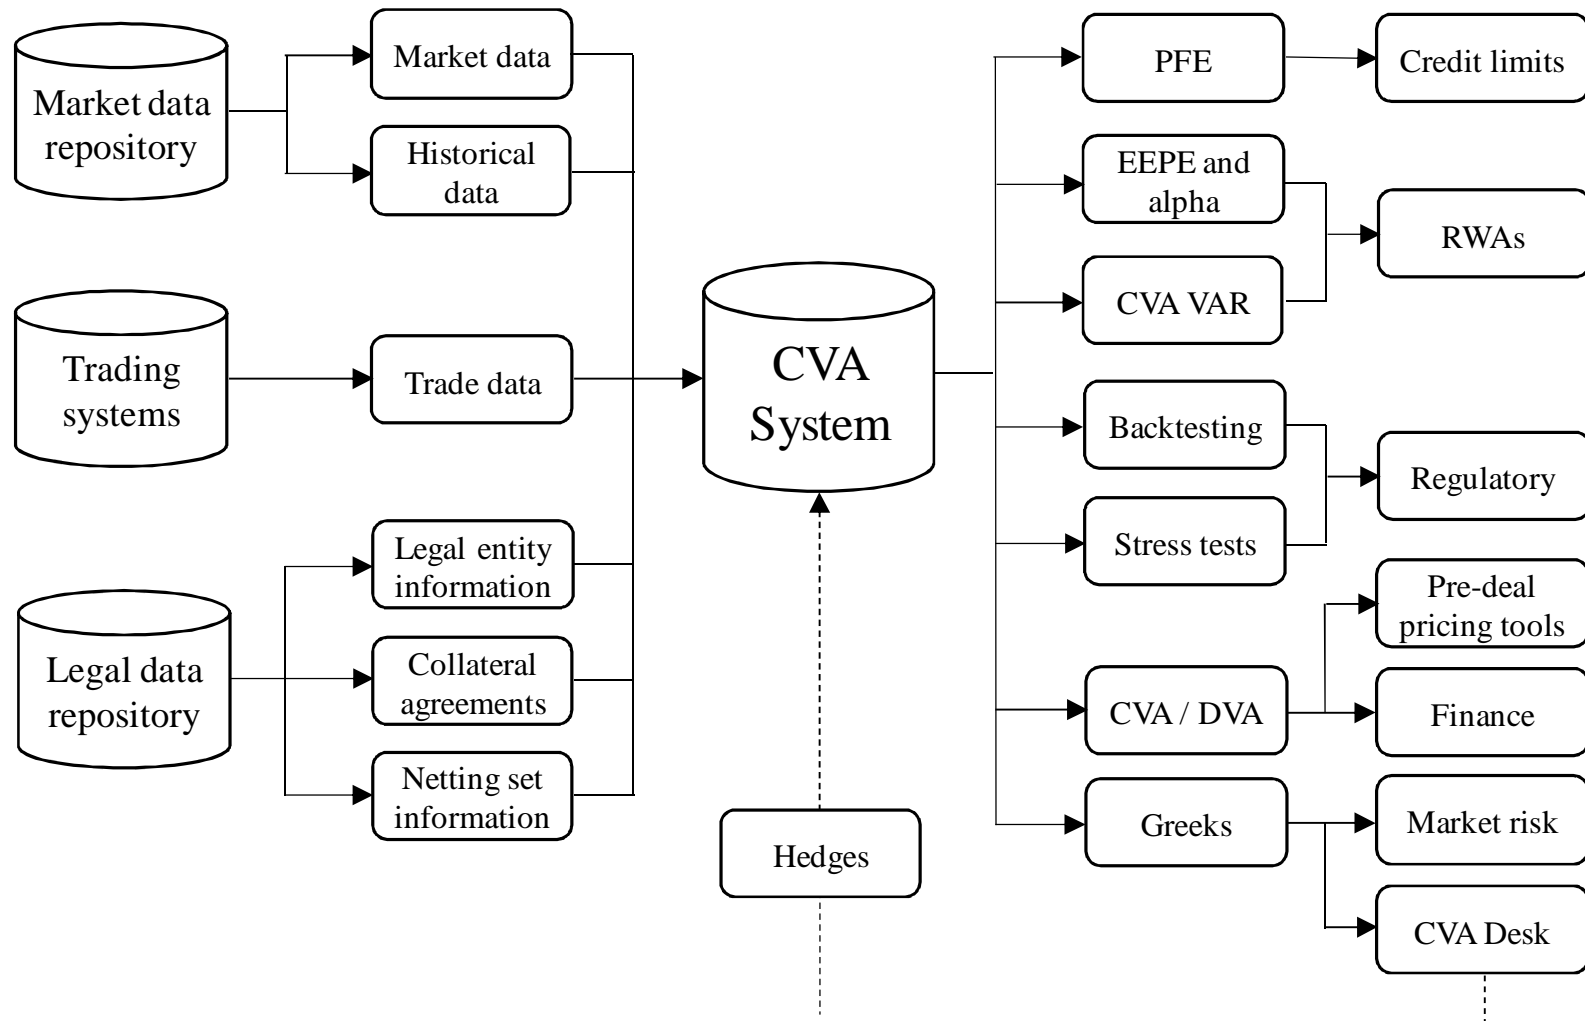 Market data
repository
Market data
Historical
data
Trading
systems
Trade data
Legal data
repository
Legal entity
information
Collateral
agreements
Netting set
information
CVA
System
Hedges
PFE
Credit limits
EEPE and
alpha
CVA VAR
RWAs
Backtesting
Stress tests
Regulatory
CVA / DVA
Pre-deal
pricing tools
Finance
Greeks
Market risk
CVA Desk